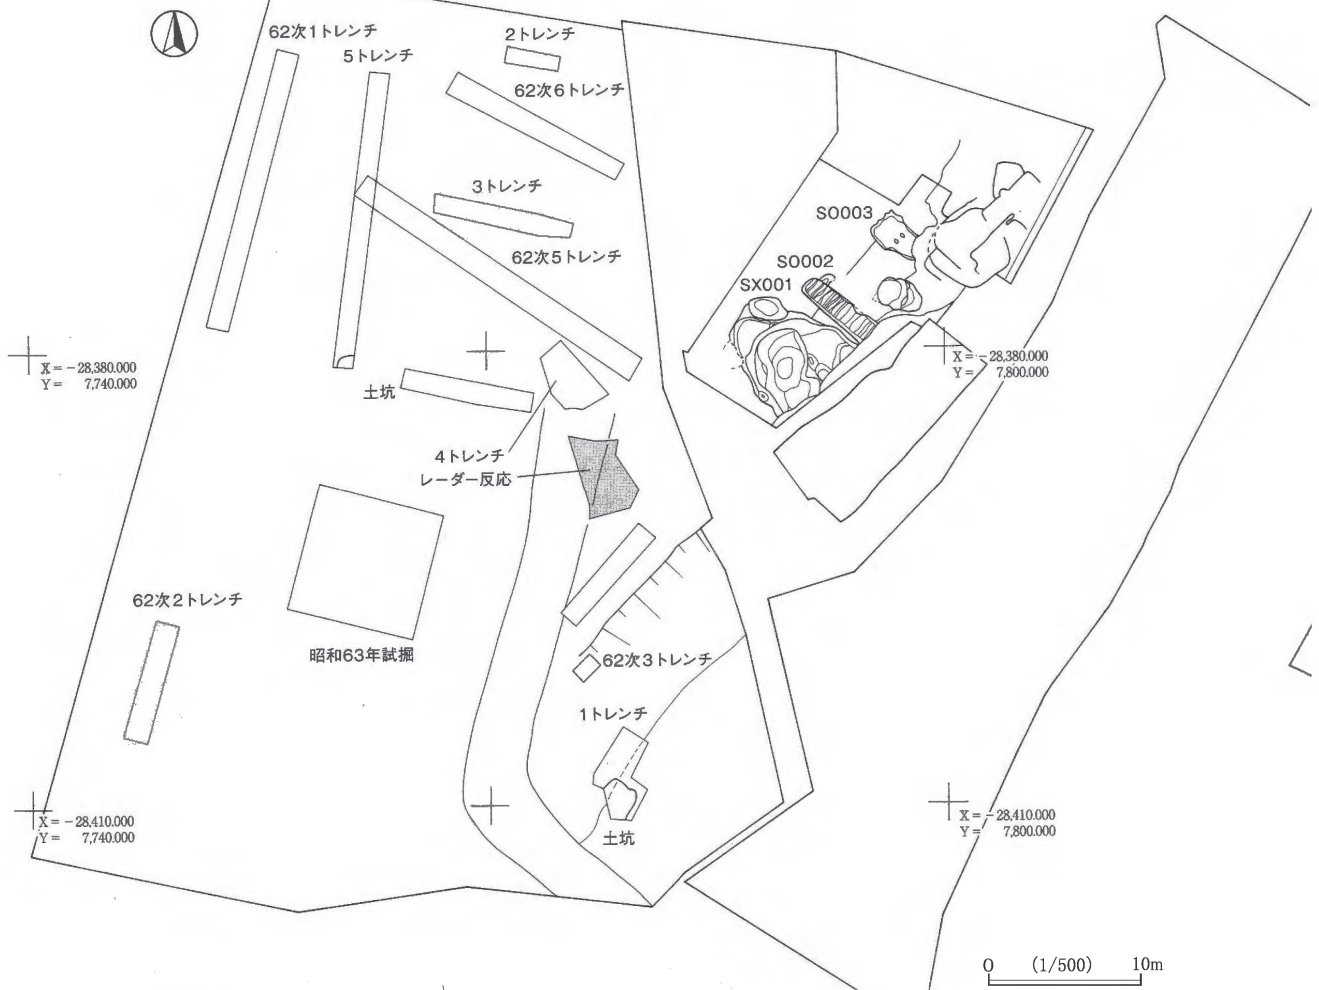 62次1トレンチ
5トレンチ
2トレンチ
62次6トレンチ
3トレンチ
62次5トレンチ
SO003
SO002
SX001
X=-28,380.000
Y= 7,740.000
土坑
X=-28,380.000
Y= 7,800.000
4トレンチ
レーダー反応
62次2トレンチ
昭和63年試掘
62次3トレンチ
1トレンチ
X=-28,410.000
Y= 7,740.000
土坑
X=-28,410.000
Y= 7,800.000
0 (1/500) 10m